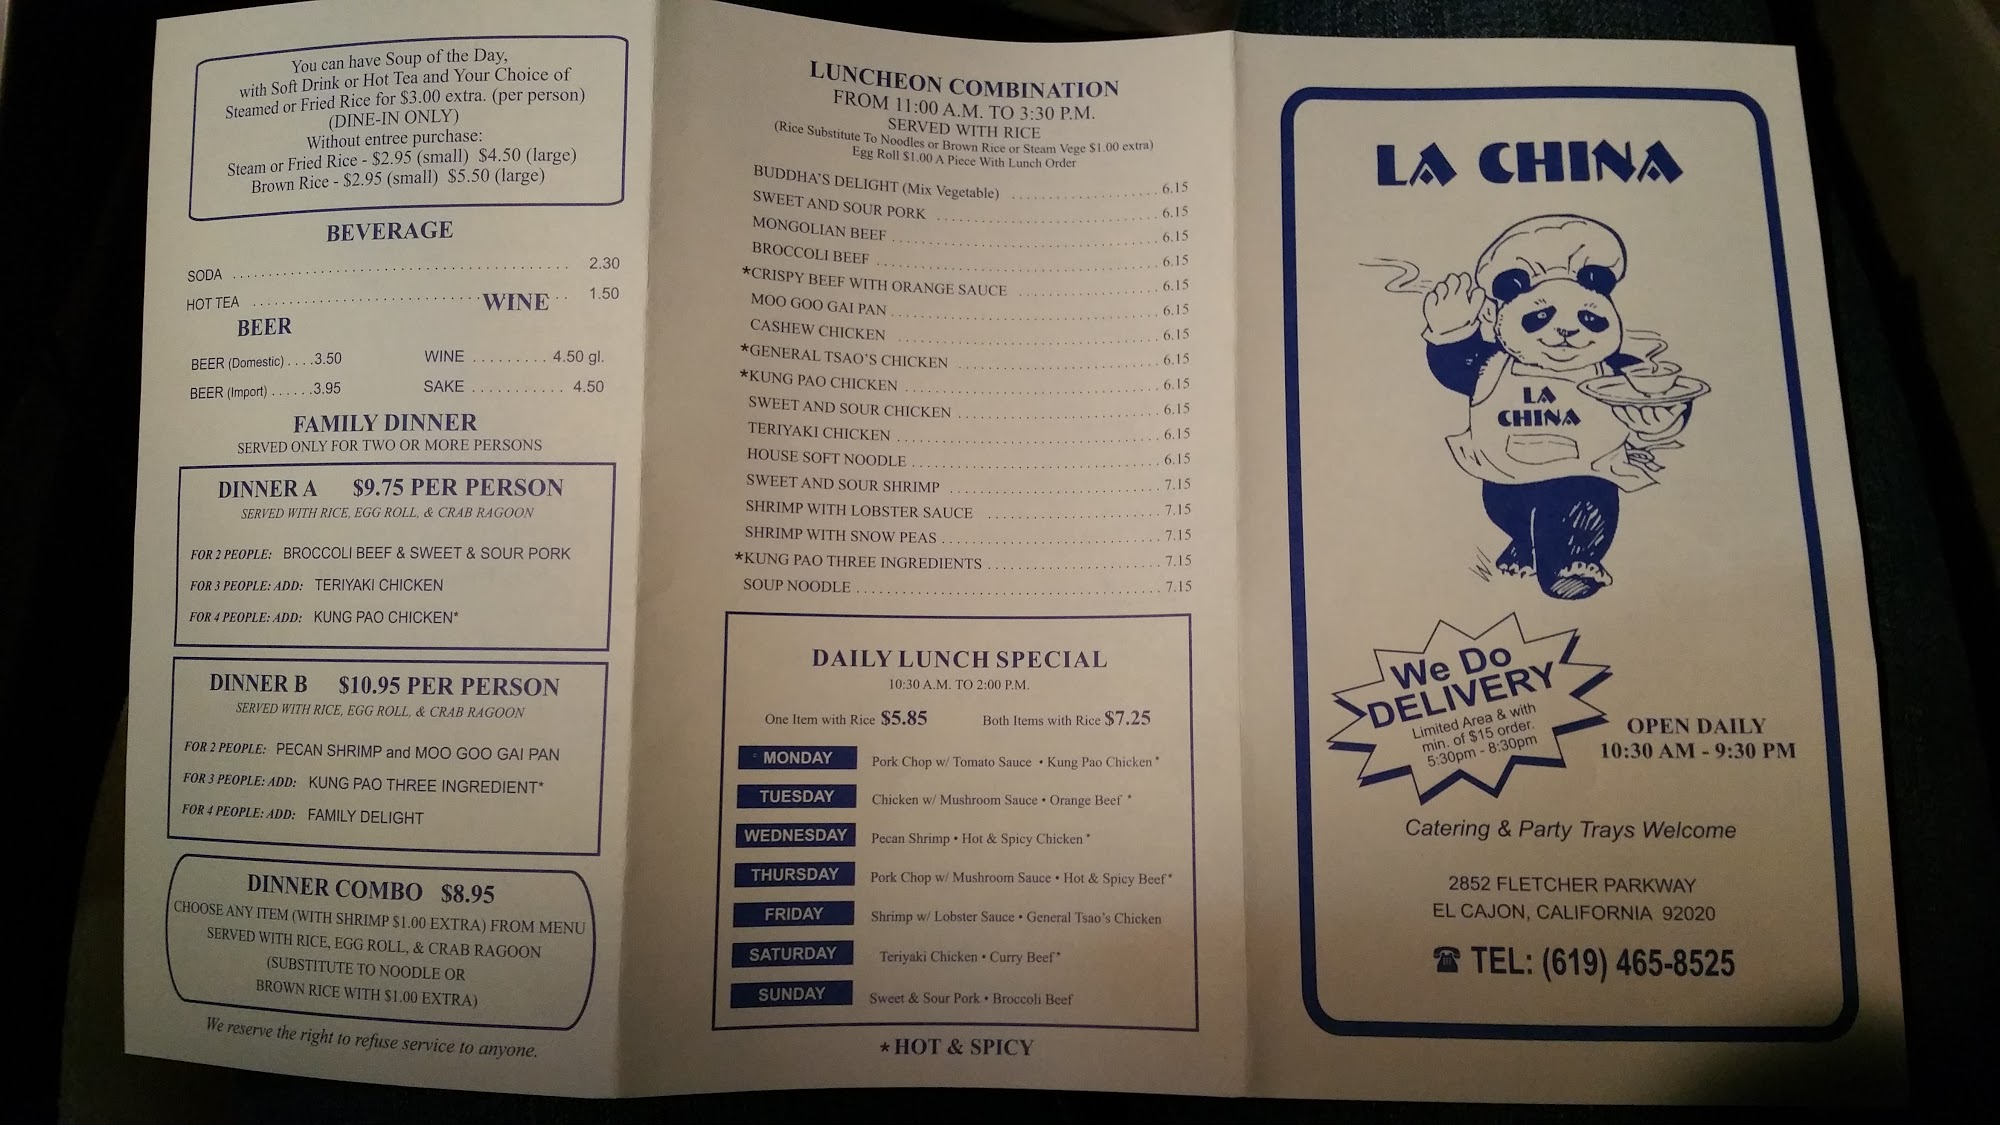 You can have Soup of the Day,
with Soft Drink or Hot Tea and Your Choice of
Steamed or Fried Rice for $3.00 extra. (per person)
(DINE-IN ONLY)
Without entree purchase:
Steam or Fried Rice - $2.95 (small) $4.50 (large)
Brown Rice - $2.95 (small) $5.50 (large)
BEVERAGE
SODA ........................................ 2.30
HOT TEA ........................................ 1.50
WINE
BEER
BEER (Domestic) ....3.50
WINE ......... 4.50 gl.
BEER (Import) ......3.95
SAKE ........... 4.50
FAMILY DINNER
SERVED ONLY FOR TWO OR MORE PERSONS
DINNER A $9.75 PER PERSON
SERVED WITH RICE, EGG ROLL, & CRAB RAGOON
FOR 2 PEOPLE: BROCCOLI BEEF & SWEET & SOUR PORK
FOR 3 PEOPLE: ADD: TERIYAKI CHICKEN
FOR 4 PEOPLE: ADD: KUNG PAO CHICKEN*
DINNER B $10.95 PER PERSON
SERVED WITH RICE, EGG ROLL, & CRAB RAGOON
FOR 2 PEOPLE: PECAN SHRIMP and MOO GOO GAI PAN
FOR 3 PEOPLE: ADD: KUNG PAO THREE INGREDIENT*
FOR 4 PEOPLE: ADD: FAMILY DELIGHT
DINNER COMBO $8.95
CHOOSE ANY ITEM (WITH SHRIMP $1.00 EXTRA) FROM MENU
SERVED WITH RICE, EGG ROLL, & CRAB RAGOON
(SUBSTITUTE TO NOODLE OR
BROWN RICE WITH $1.00 EXTRA)
We reserve the right to refuse service to anyone.
LUNCHEON COMBINATION
FROM 11:00 A.M. TO 3:30 P.M.
SERVED WITH RICE
(Rice Substitute To Noodles or Brown Rice or Steam Vege $1.00 extra)
Egg Roll $1.00 A Piece With Lunch Order
BUDDHA'S DELIGHT (Mix Vegetable) .................... 6.15
SWEET AND SOUR PORK .................... 6.15
MONGOLIAN BEEF .................... 6.15
BROCCOLI BEEF .................... 6.15
*CRISPY BEEF WITH ORANGE SAUCE .................... 6.15
MOO GOO GAI PAN .................... 6.15
CASHEW CHICKEN .................... 6.15
*GENERAL TSAO'S CHICKEN .................... 6.15
*KUNG PAO CHICKEN .................... 6.15
SWEET AND SOUR CHICKEN .................... 6.15
TERIYAKI CHICKEN .................... 6.15
HOUSE SOFT NOODLE .................... 6.15
SWEET AND SOUR SHRIMP .................... 7.15
SHRIMP WITH LOBSTER SAUCE .................... 7.15
SHRIMP WITH SNOW PEAS .................... 7.15
*KUNG PAO THREE INGREDIENTS .................... 7.15
SOUP NOODLE .................... 7.15
DAILY LUNCH SPECIAL
10:30 A.M. TO 2:00 P.M.
One Item with Rice $5.85 Both Items with Rice $7.25
MONDAY Pork Chop w/ Tomato Sauce • Kung Pao Chicken*
TUESDAY Chicken w/ Mushroom Sauce • Orange Beef *
WEDNESDAY Pecan Shrimp • Hot & Spicy Chicken*
THURSDAY Pork Chop w/ Mushroom Sauce • Hot & Spicy Beef*
FRIDAY Shrimp w/ Lobster Sauce • General Tsao's Chicken
SATURDAY Teriyaki Chicken • Curry Beef*
SUNDAY Sweet & Sour Pork • Broccoli Beef
* HOT & SPICY
LA CHINA
LA
CHINA
We Do
DELIVERY
Limited Area & with
min. of $15 order.
5:30pm - 8:30pm
OPEN DAILY
10:30 AM - 9:30 PM
Catering & Party Trays Welcome
2852 FLETCHER PARKWAY
EL CAJON, CALIFORNIA 92020
☎ TEL: (619) 465-8525